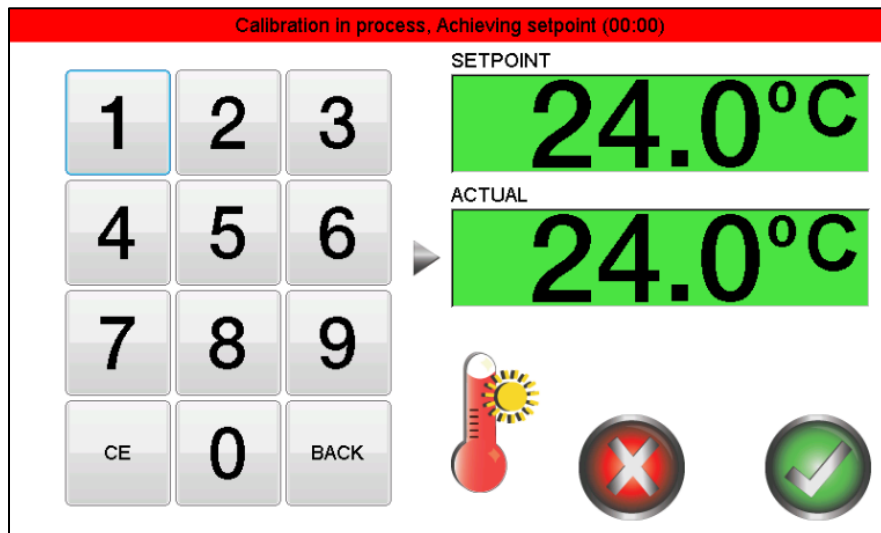 Calibration in process, Achieving setpoint (00:00)
1 2 3
4 5 6
7 8 9
CE 0 BACK
SETPOINT
24.0°C
ACTUAL
24.0°C